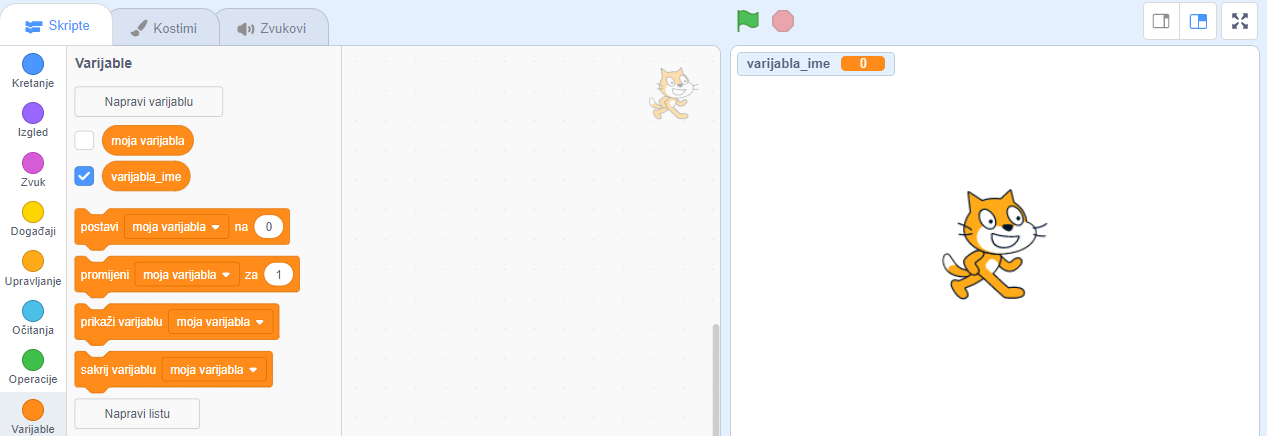 Skripte
Kostimi
Zvukovi
Kretanje
Izgled
Zvuk
Događaji
Upravljanje
Očitanja
Operacije
Varijable
Varijable
Napravi varijablu
moja varijabla
varijabla_ime
postavi moja varijabla na 0
promijeni moja varijabla za 1
prikaži varijablu moja varijabla
sakrij varijablu moja varijabla
Napravi listu
varijabla_ime 0